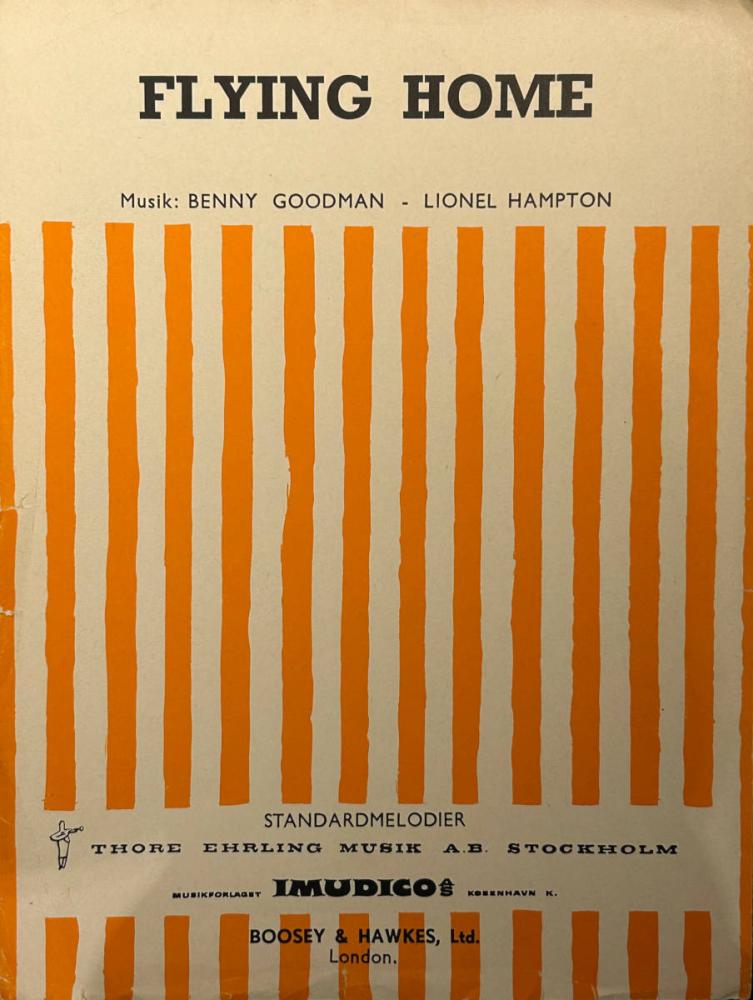 FLYING HOME
Musik: BENNY GOODMAN - LIONEL HAMPTON
STANDARDMELODIER
THORE EHRLING MUSIK A.B. STOCKHOLM
MUSIKFORLAGET IMUDICO A/S KØBENHAVN K.
BOOSEY & HAWKES, Ltd.
London.